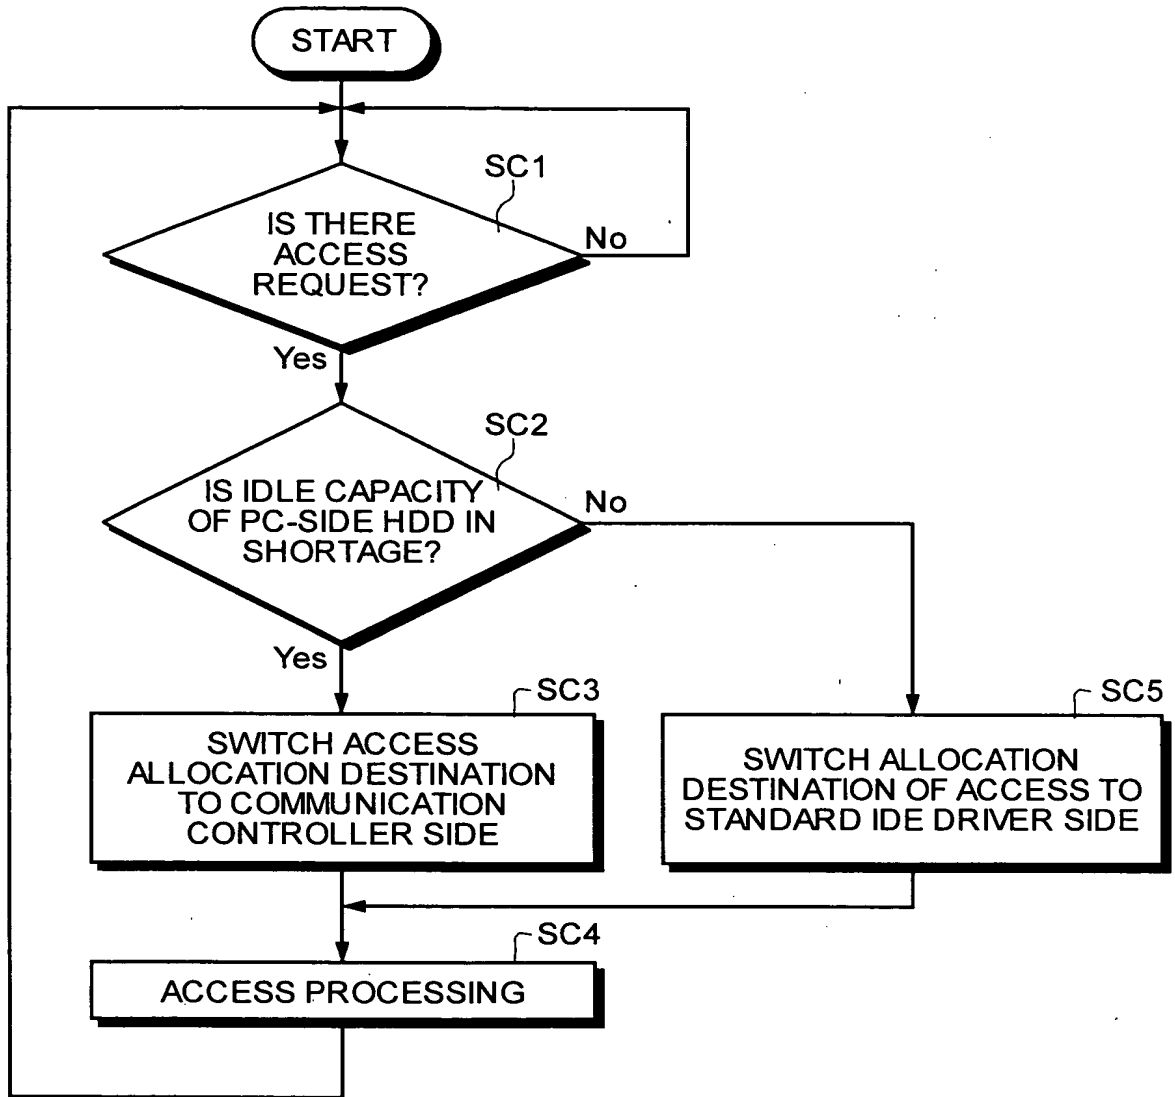 START
SC1
IS THERE
ACCESS
REQUEST?
No
Yes
SC2
IS IDLE CAPACITY
OF PC-SIDE HDD IN
SHORTAGE?
No
Yes
SC3
SWITCH ACCESS
ALLOCATION DESTINATION
TO COMMUNICATION
CONTROLLER SIDE
SC5
SWITCH ALLOCATION
DESTINATION OF ACCESS TO
STANDARD IDE DRIVER SIDE
SC4
ACCESS PROCESSING